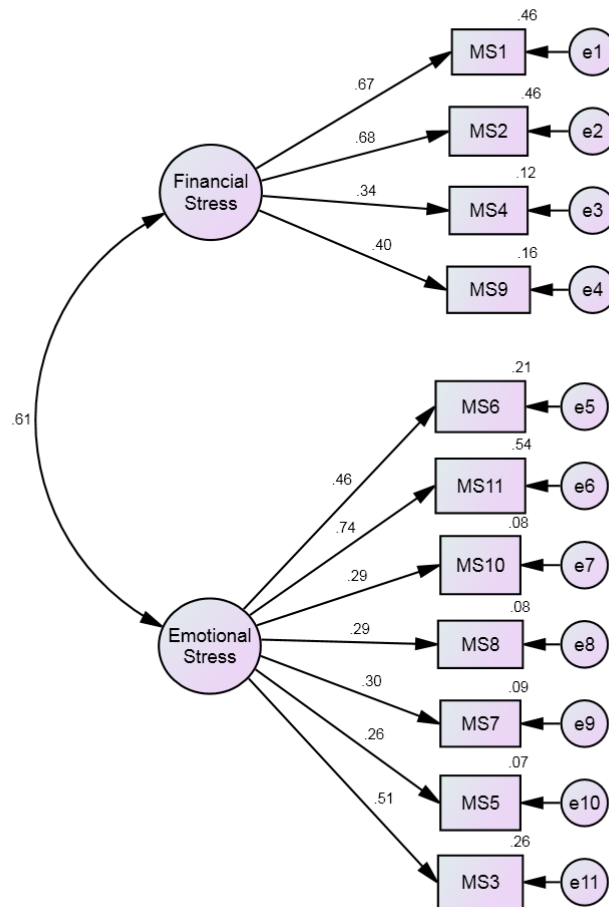 .46
MS1
e1
.67
.46
MS2
e2
.68
Financial
Stress
.12
MS4
e3
.34
.16
MS9
e4
.40
.61
.21
MS6
e5
.46
.54
MS11
e6
.74
.08
MS10
e7
.29
Emotional
Stress
.08
MS8
e8
.29
.09
MS7
e9
.30
.07
MS5
e10
.26
.26
MS3
e11
.51